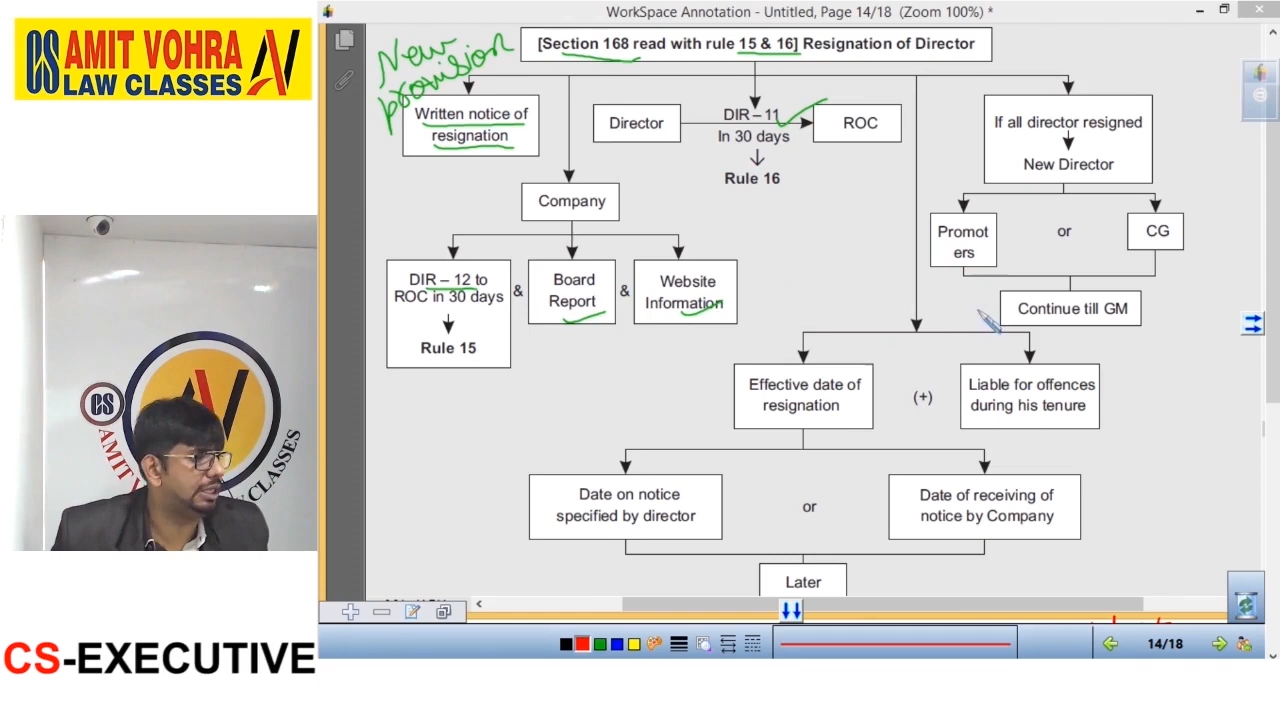 WorkSpace Annotation - Untitled, Page 14/18 (Zoom 100%) *
CS AMIT VOHRA
LAW CLASSES
AV
New
provision
[Section 168 read with rule 15 & 16] Resignation of Director
Written notice of
resignation
Director
DIR – 11
In 30 days
Rule 16
ROC
If all director resigned
New Director
Company
Promot
ers
or
CG
DIR – 12 to
ROC in 30 days
Rule 15
&
Board
Report
&
Website
Information
Continue till GM
Effective date of
resignation
(+)
Liable for offences
during his tenure
Date on notice
specified by director
or
Date of receiving of
notice by Company
Later
CS
AMIT V
CLASSES
14/18
CS-EXECUTIVE